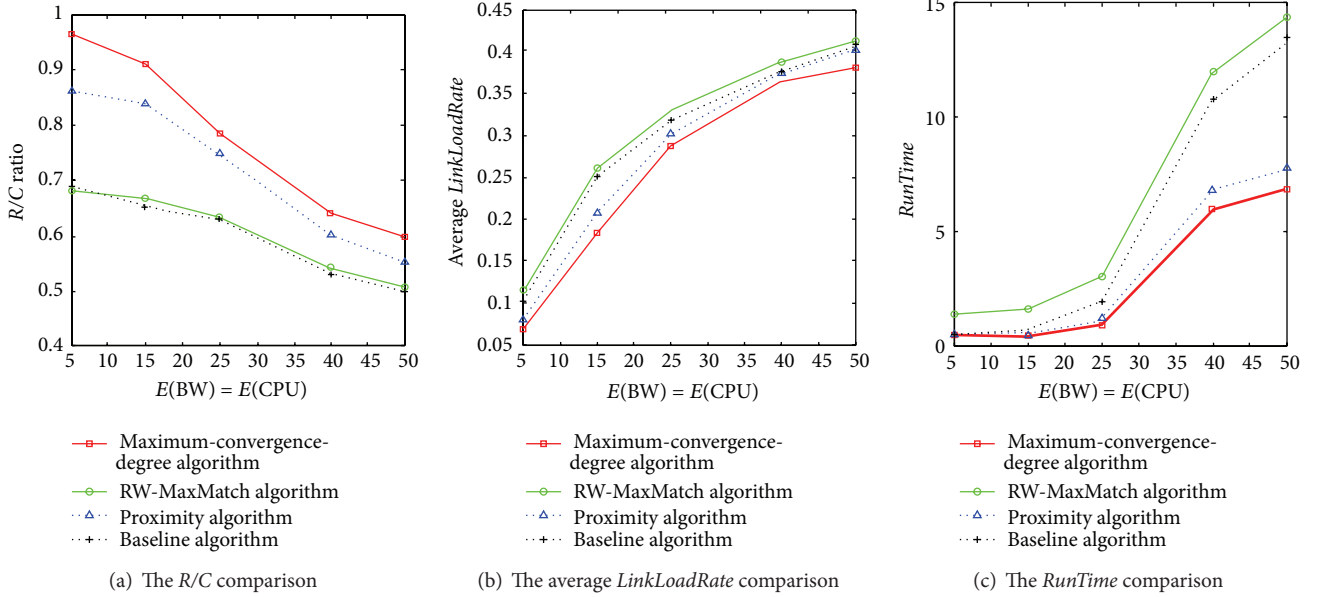 1
0.9
0.8
0.7
0.6
0.5
0.4
R/C ratio
5 10 15 20 25 30 35 40 45 50
E(BW) = E(CPU)
Maximum-convergence-
degree algorithm
RW-MaxMatch algorithm
Proximity algorithm
Baseline algorithm
(a) The R/C comparison
0.45
0.4
0.35
0.3
0.25
0.2
0.15
0.1
0.05
Average LinkLoadRate
5 10 15 20 25 30 35 40 45 50
E(BW) = E(CPU)
Maximum-convergence-
degree algorithm
RW-MaxMatch algorithm
Proximity algorithm
Baseline algorithm
(b) The average LinkLoadRate comparison
15
10
5
0
RunTime
5 10 15 20 25 30 35 40 45 50
E(BW) = E(CPU)
Maximum-convergence-
degree algorithm
RW-MaxMatch algorithm
Proximity algorithm
Baseline algorithm
(c) The RunTime comparison